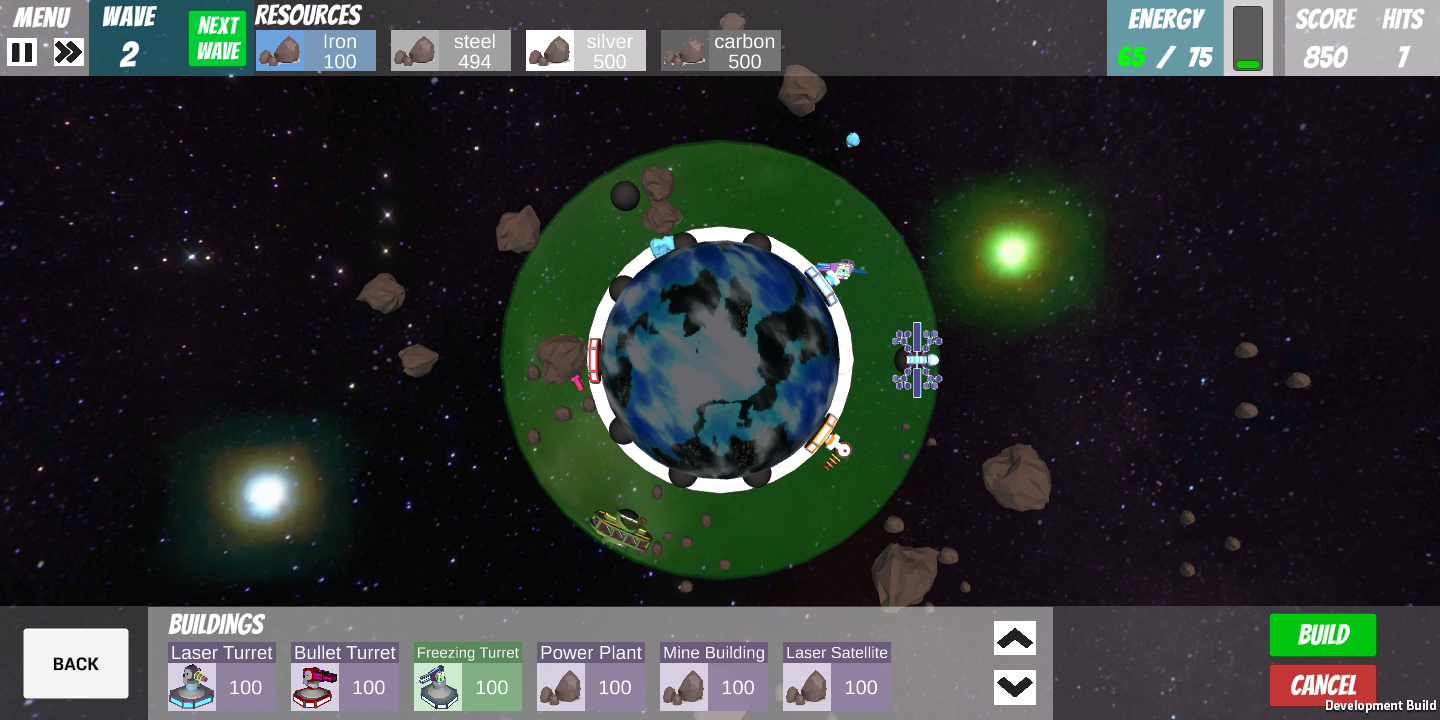 MENU
WAVE
2
NEXT
WAVE
RESOURCES
Iron
100
steel
494
silver
500
carbon
500
ENERGY
65 / 75
SCORE
850
HITS
7
BACK
BUILDINGS
Laser Turret
100
Bullet Turret
100
Freezing Turret
100
Power Plant
100
Mine Building
100
Laser Satellite
100
BUILD
CANCEL
Development Build